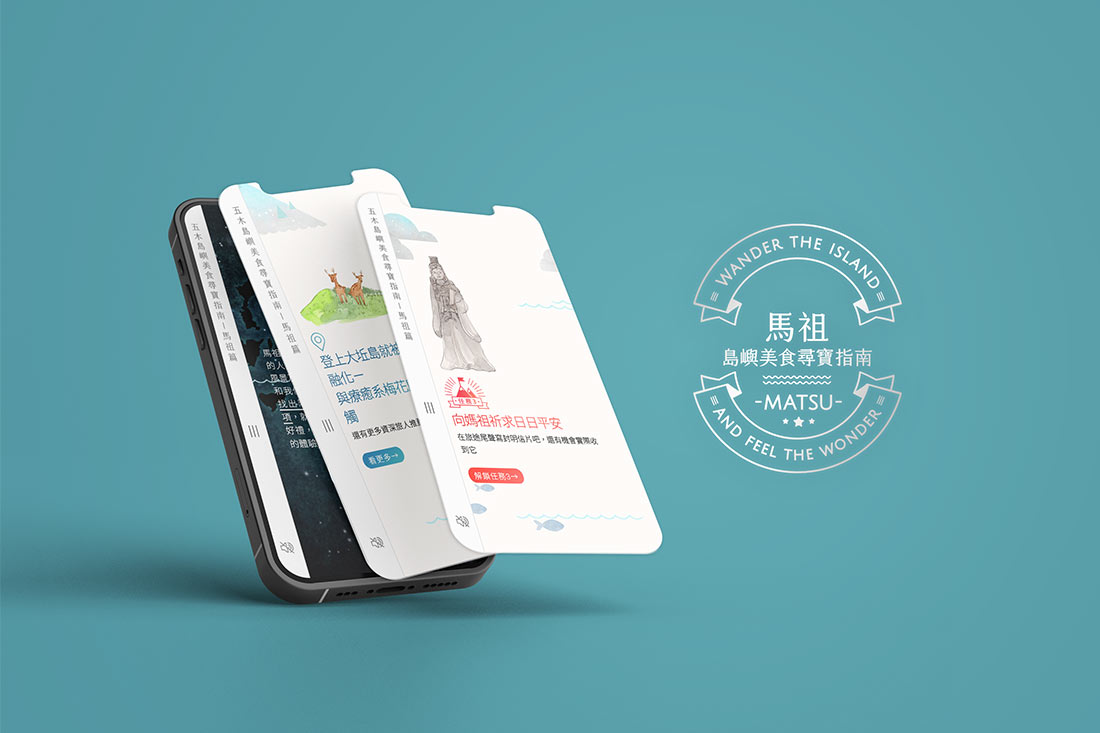 五木島嶼美食尋寶指南—馬祖篇
馬祖
的人
和我
找出
項，
好禮，
的體驗
五木島嶼美食尋寶指南—馬祖篇
登上大坵島就被
融化—
與療癒系梅花
觸
還有更多資深旅人推
看更多→
五木島嶼美食尋寶指南—馬祖篇
任務3
向媽祖祈求日日平安
在旅途尾聲寫封明信片吧，還有機會實際收
到它
解鎖任務3→
WANDER THE ISLAND
馬祖
島嶼美食尋寶指南
-MATSU-
AND FEEL THE WONDER